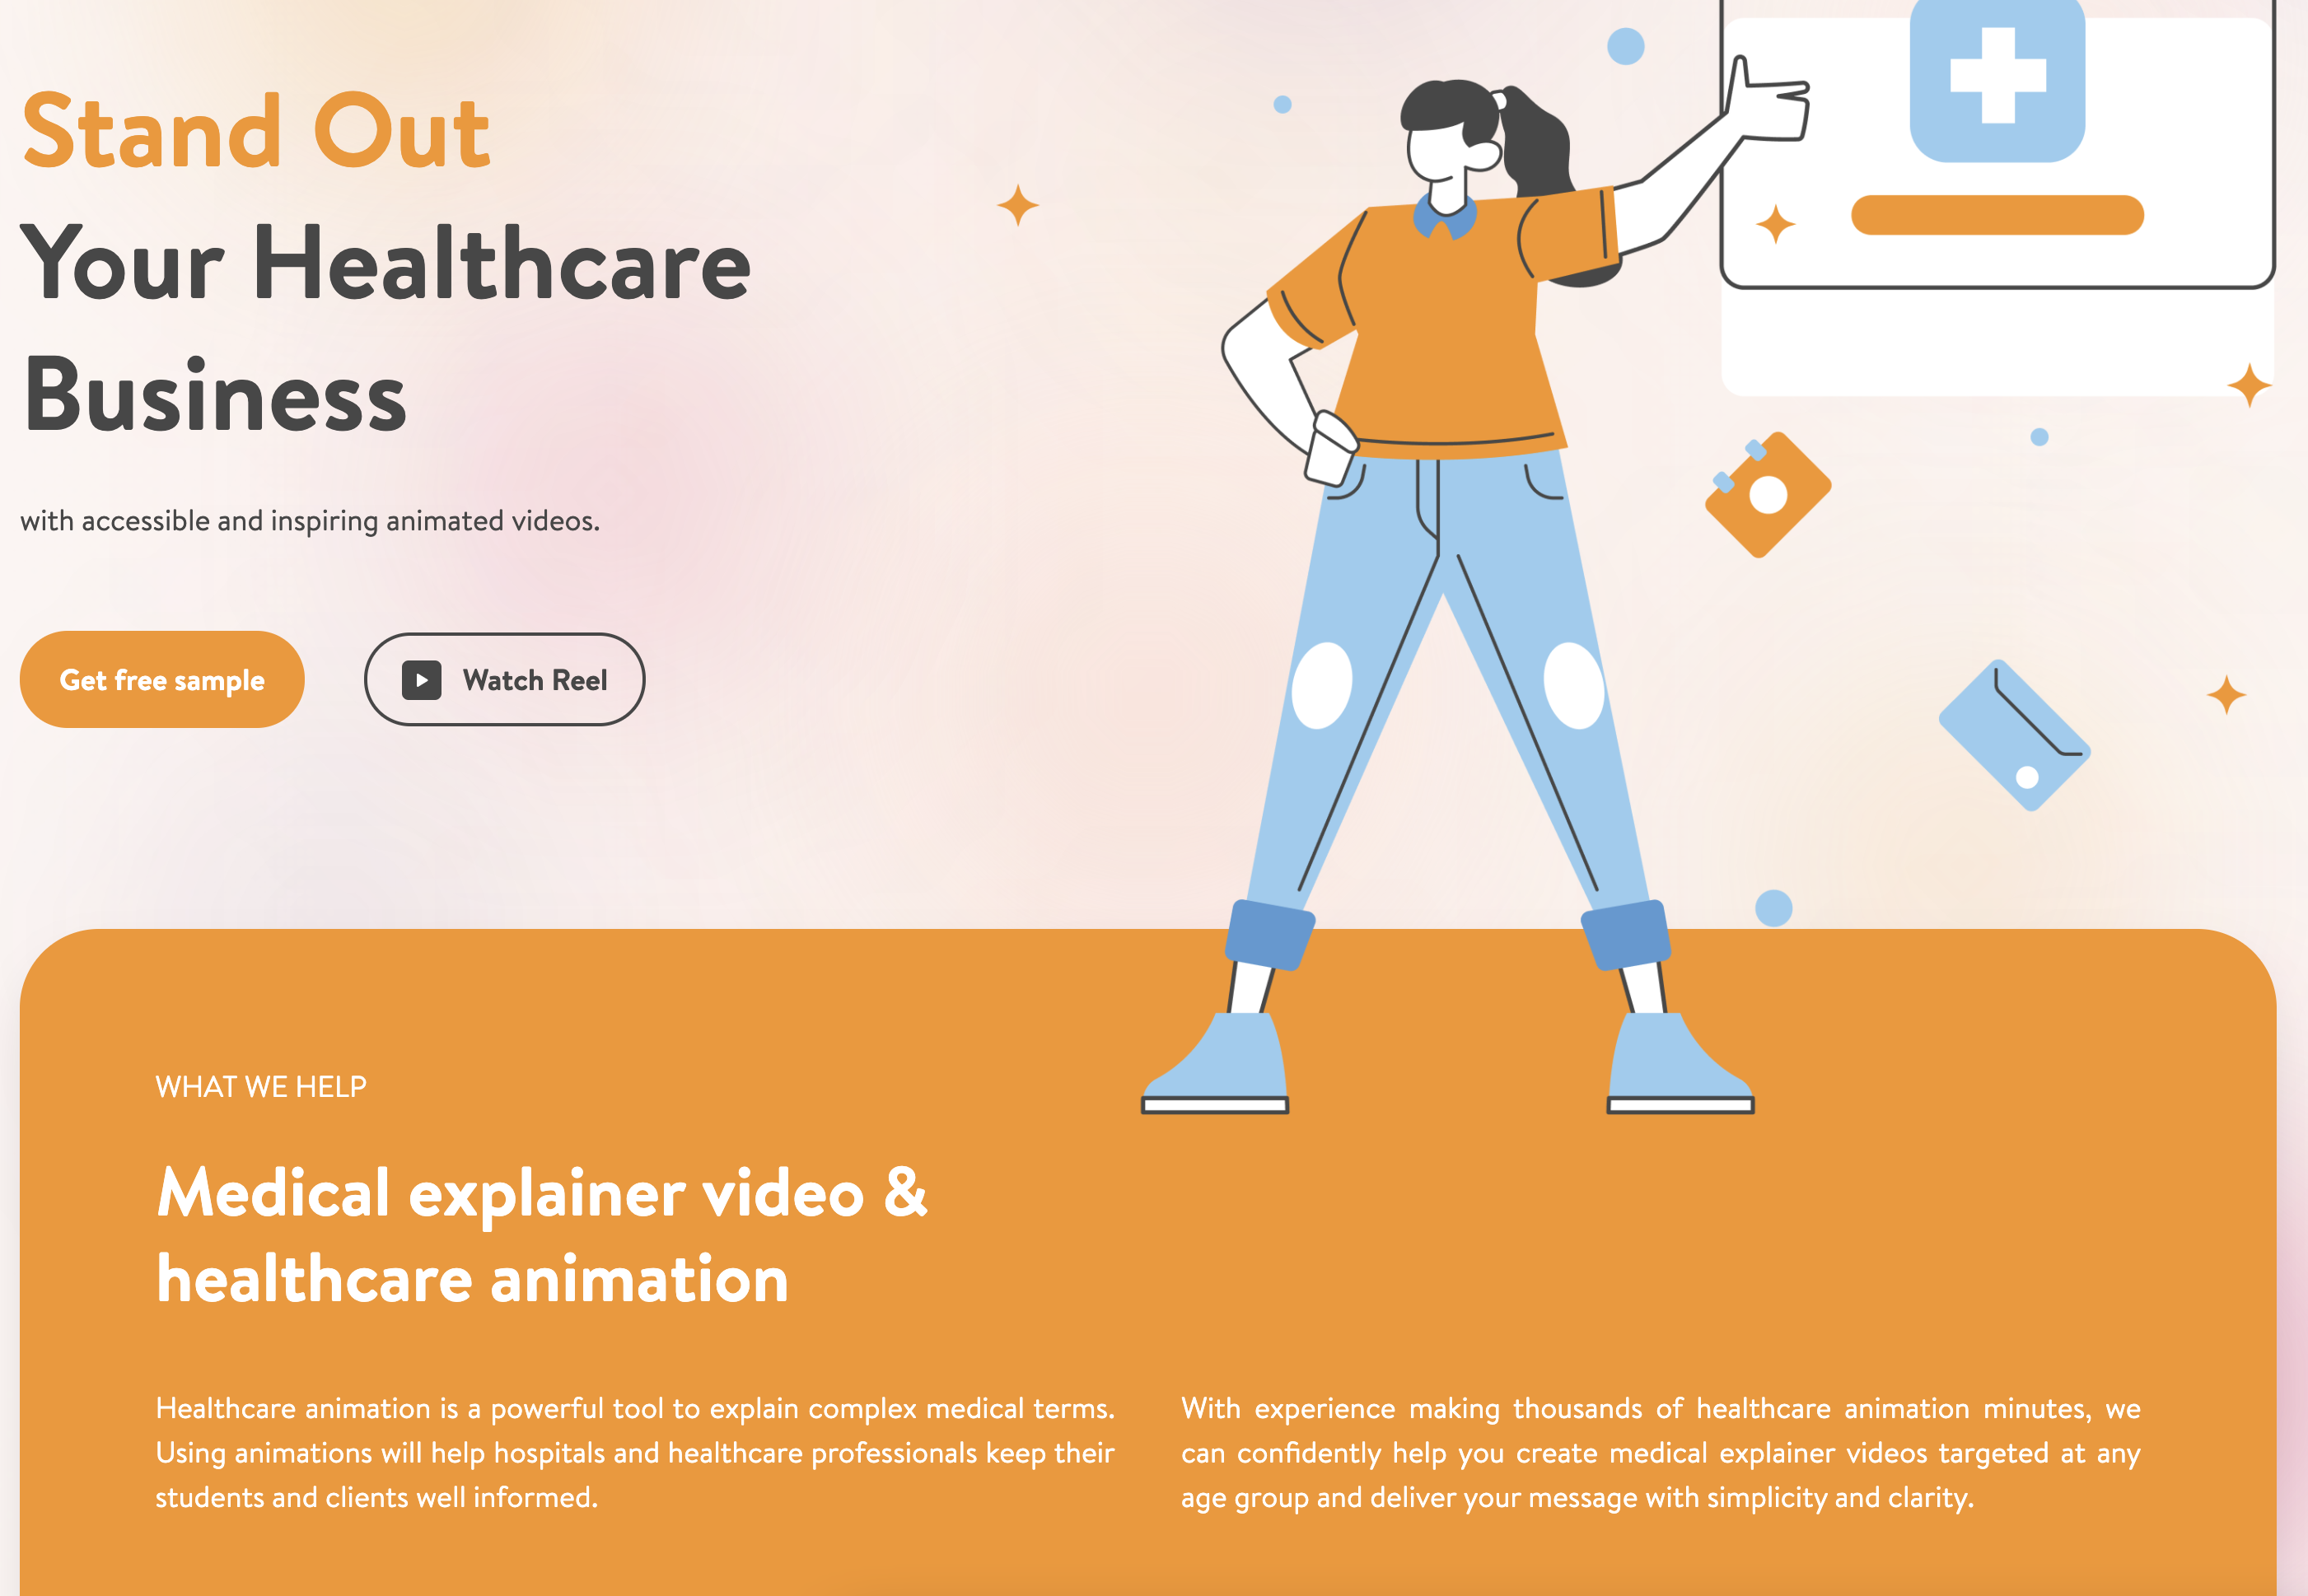 Stand Out
Your Healthcare
Business
with accessible and inspiring animated videos.
Get free sample
Watch Reel
WHAT WE HELP
Medical explainer video &
healthcare animation
Healthcare animation is a powerful tool to explain complex medical terms.
Using animations will help hospitals and healthcare professionals keep their
students and clients well informed.
With experience making thousands of healthcare animation minutes, we
can confidently help you create medical explainer videos targeted at any
age group and deliver your message with simplicity and clarity.